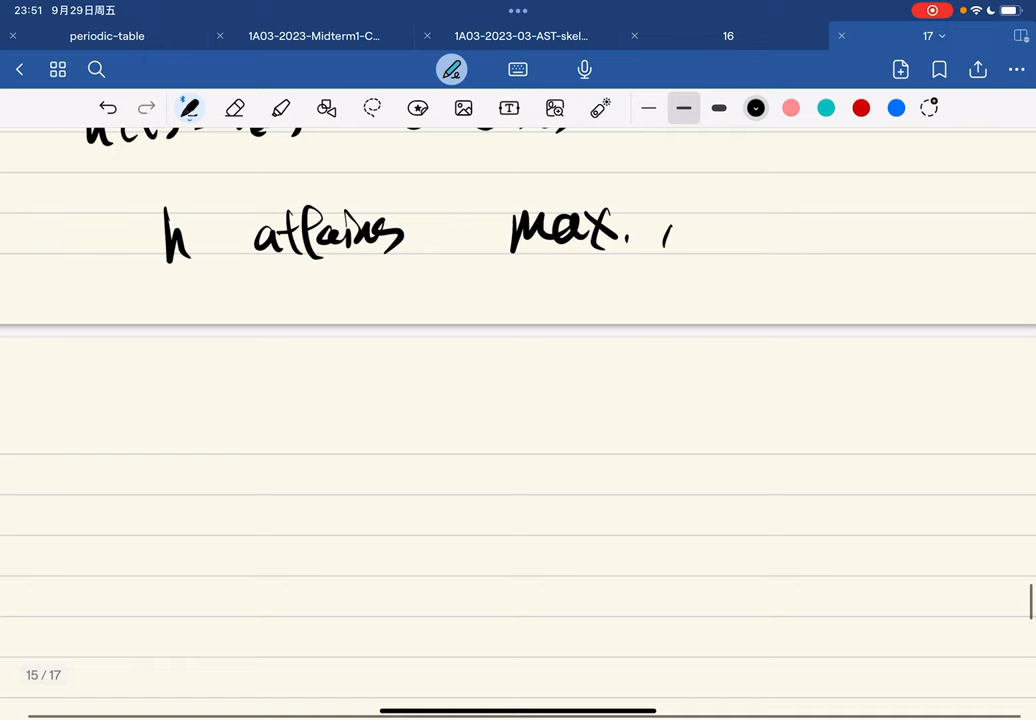 23:51 9月29日周五
periodic-table
1A03-2023-Midterm1-C...
1A03-2023-03-AST-skel...
16
17
h attains max.
15 / 17